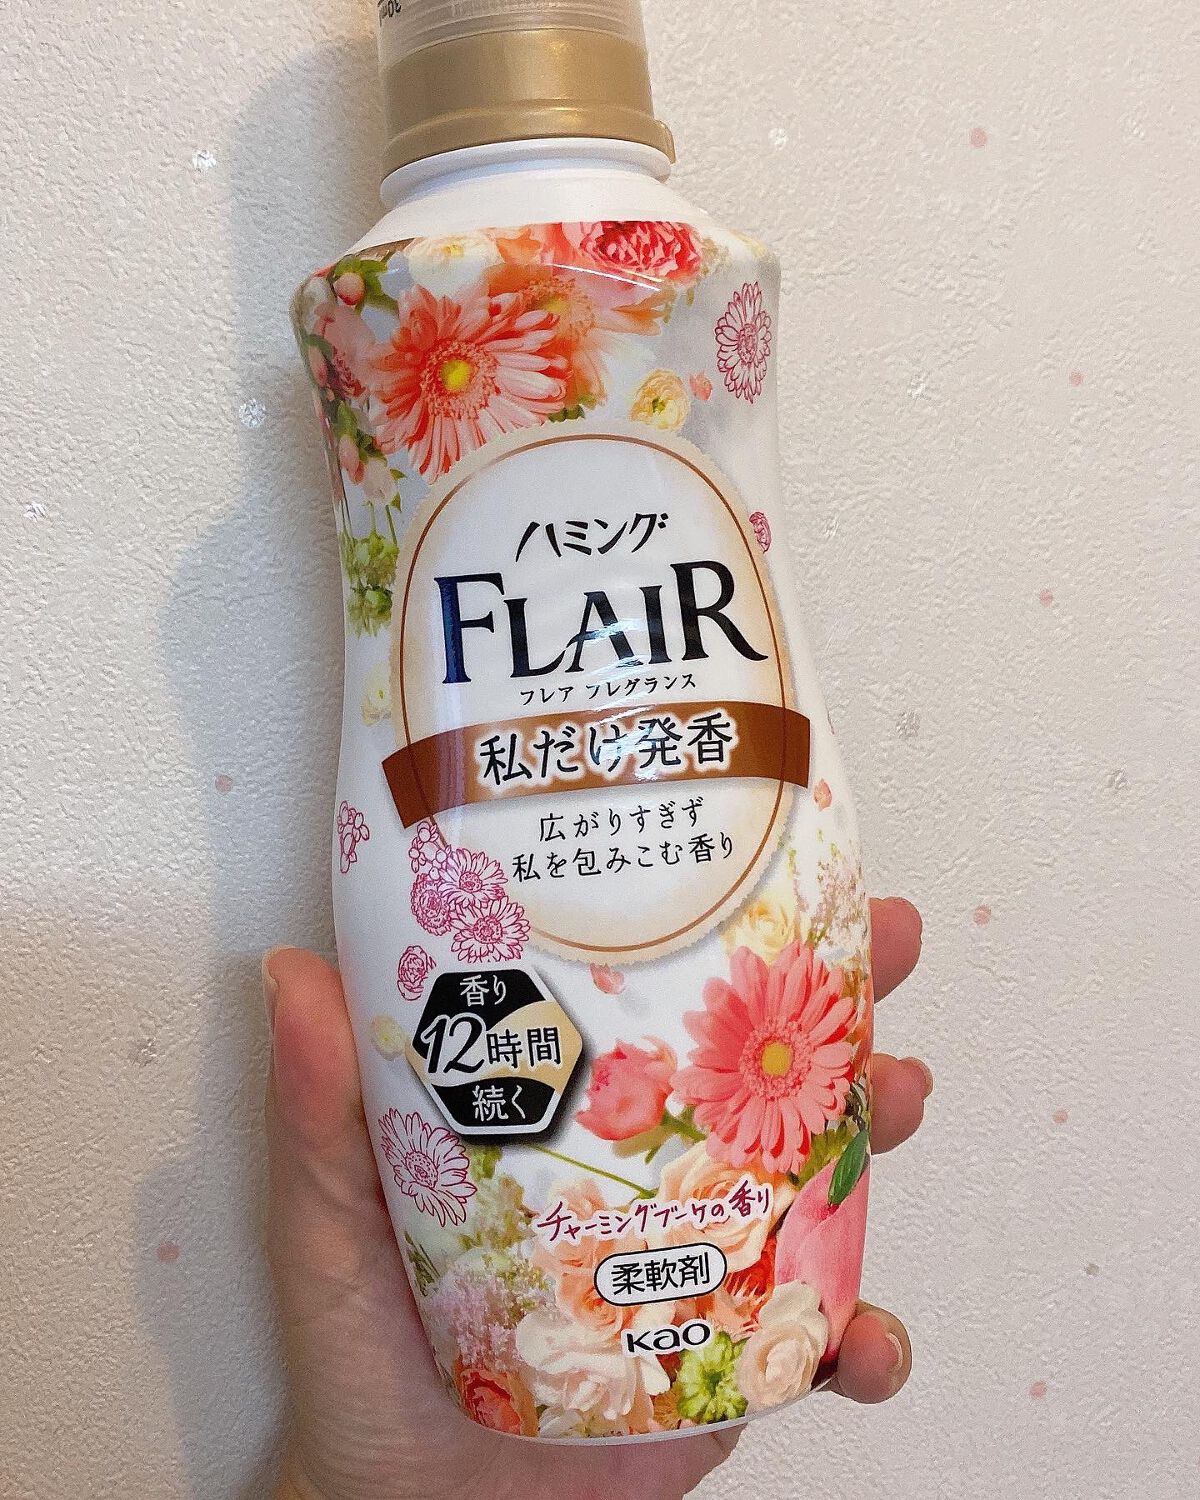 ハミング
FLAIR
フレア フレグランス
私だけ発香
広がりすぎず
私を包みこむ香り
香り
12時間
続く
チャーミングブーケの香り
柔軟剤
Kao